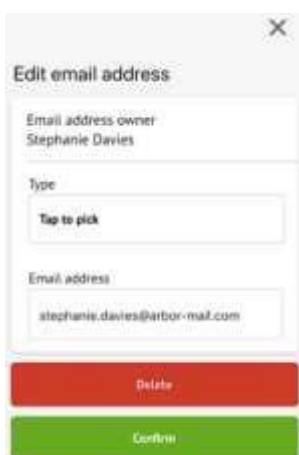 Edit email address
Email address owner
Stephanie Davies
Type
Tap to pick
Email address
stephanie.davies@arbor-mail.com
Delete
Confirm